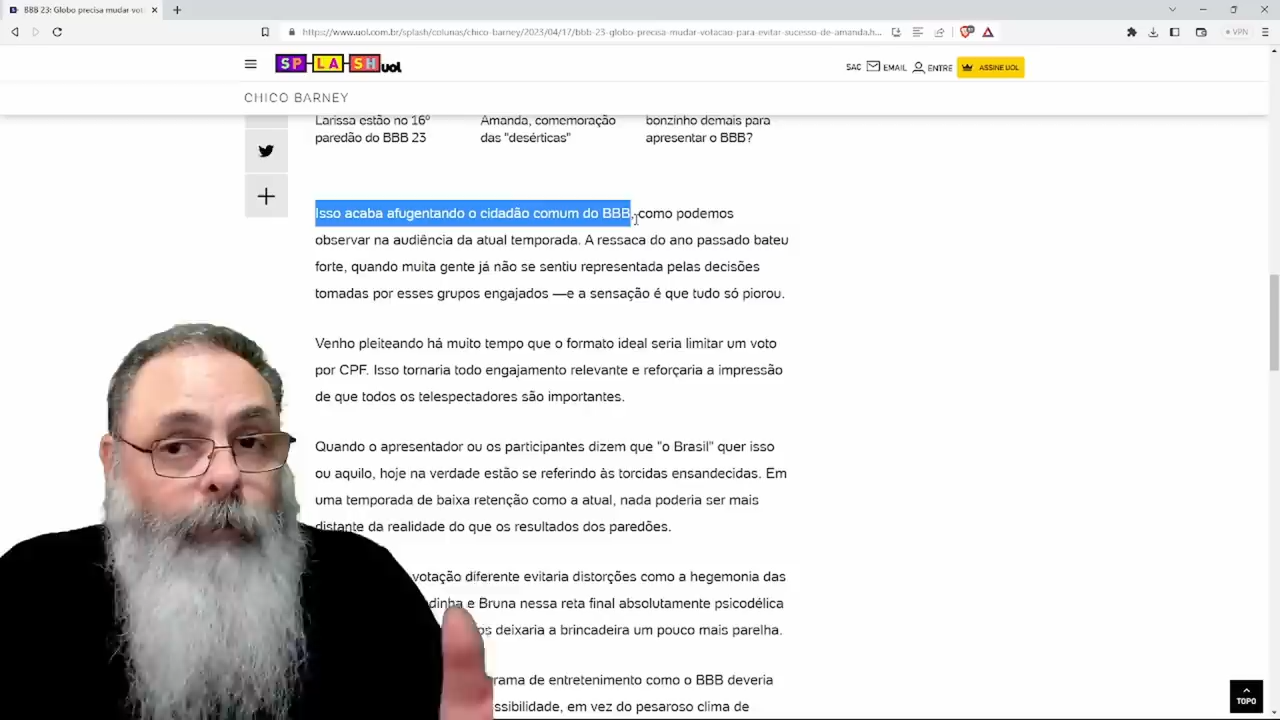 BBB 23: Globo precisa mudar vot
https://www.uol.com.br/splash/colunas/chico-barney/2023/04/17/bbb-23-globo-precisa-mudar-votacao-para-evitar-sucesso-de-amanda.h...
VPN
SPLASH uol
SAC EMAIL ENTRE ASSINE UOL
CHICO BARNEY
Larissa estão no 16º
paredão do BBB 23
Amanda, comemoração
das "desérticas"
bonzinho demais para
apresentar o BBB?
Isso acaba afugentando o cidadão comum do BBB, como podemos
observar na audiência da atual temporada. A ressaca do ano passado bateu
forte, quando muita gente já não se sentiu representada pelas decisões
tomadas por esses grupos engajados —e a sensação é que tudo só piorou.
Venho pleiteando há muito tempo que o formato ideal seria limitar um voto
por CPF. Isso tornaria todo engajamento relevante e reforçaria a impressão
de que todos os telespectadores são importantes.
Quando o apresentador ou os participantes dizem que "o Brasil" quer isso
ou aquilo, hoje na verdade estão se referindo às torcidas ensandecidas. Em
uma temporada de baixa retenção como a atual, nada poderia ser mais
distante da realidade do que os resultados dos paredões.
votação diferente evitaria distorções como a hegemonia das
e Bruna nessa reta final absolutamente psicodélica
deixaria a brincadeira um pouco mais parelha.
de entretenimento como o BBB deveria
em vez do pesaroso clima de
TOPO